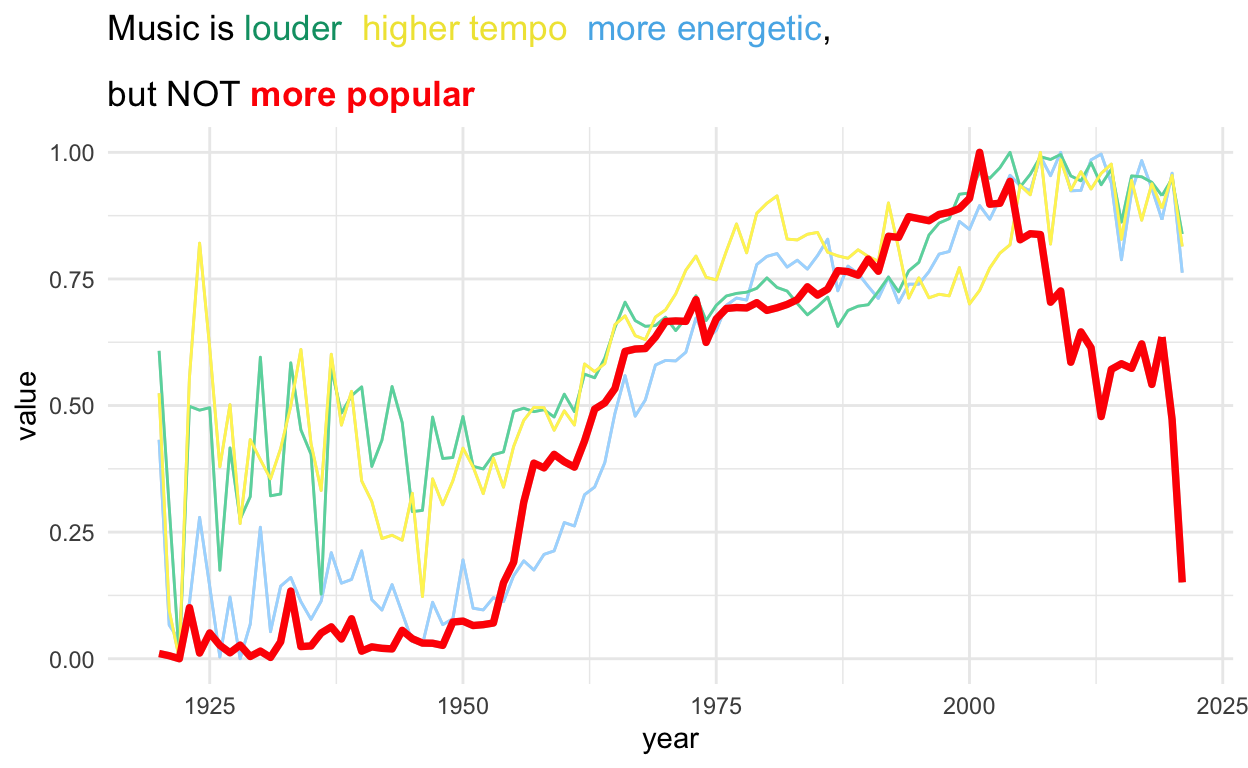 Music is louder higher tempo more energetic,
but NOT more popular
1.00
0.75
0.50
0.25
0.00
value
1925 1950 1975 2000 2025
year